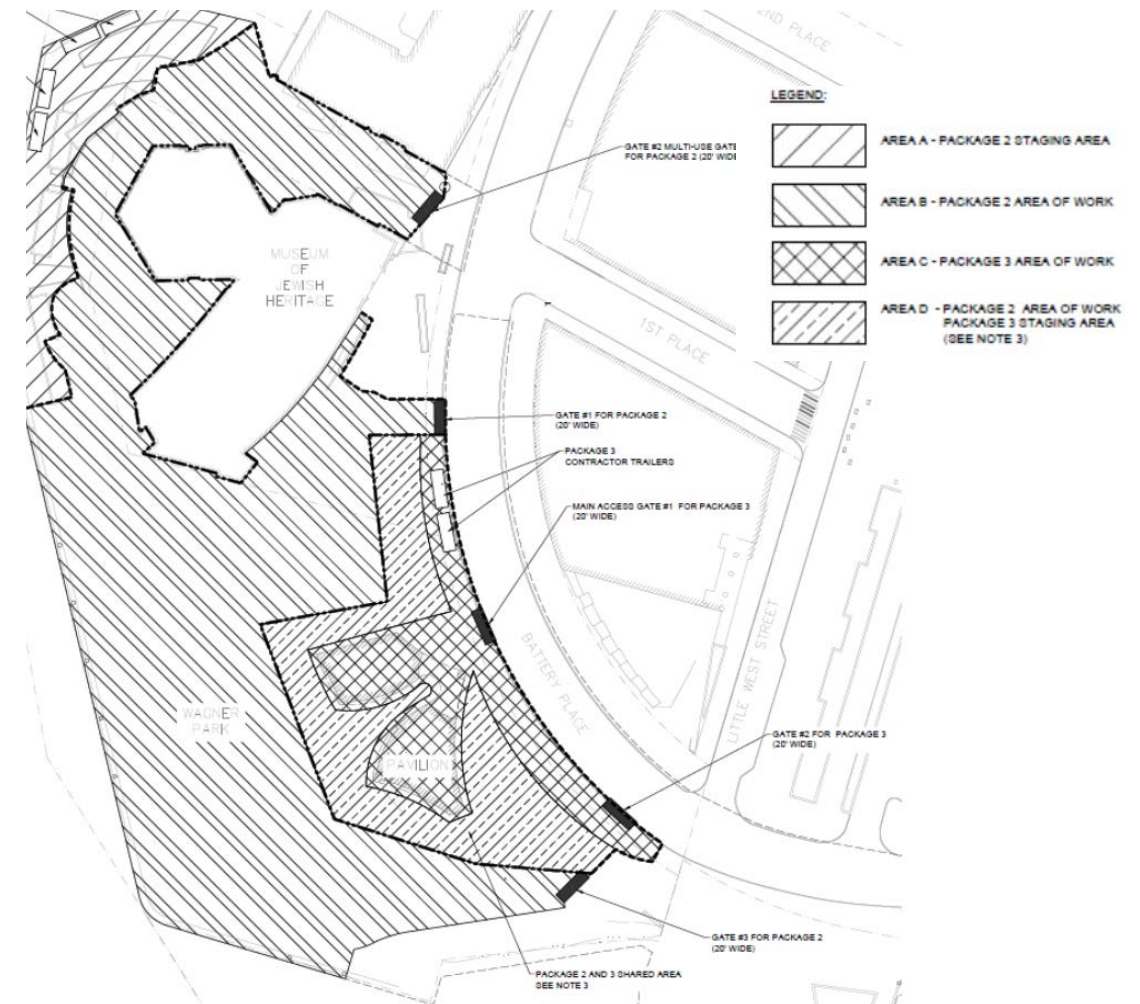 2ND PLACE
LEGEND:
AREA A - PACKAGE 2 STAGING AREA
AREA B - PACKAGE 2 AREA OF WORK
AREA C - PACKAGE 3 AREA OF WORK
AREA D - PACKAGE 2 AREA OF WORK
PACKAGE 3 STAGING AREA
(SEE NOTE 3)
GATE #2 MULTI-USE GATE
FOR PACKAGE 2 (20' WIDE
MUSEUM
OF
JEWISH
HERITAGE
1ST PLACE
GATE #1 FOR PACKAGE 2
(20' WIDE)
PACKAGE 3
CONTRACTOR TRAILERS
MAIN ACCESS GATE #1 FOR PACKAGE 3
(20' WIDE)
BATTERY PLACE
LITTLE WEST STREET
WAGNER
PARK
PAVILION
GATE #2 FOR PACKAGE 3
(20' WIDE)
GATE #3 FOR PACKAGE 2
(20' WIDE)
PACKAGE 2 AND 3 SHARED AREA
SEE NOTE 3